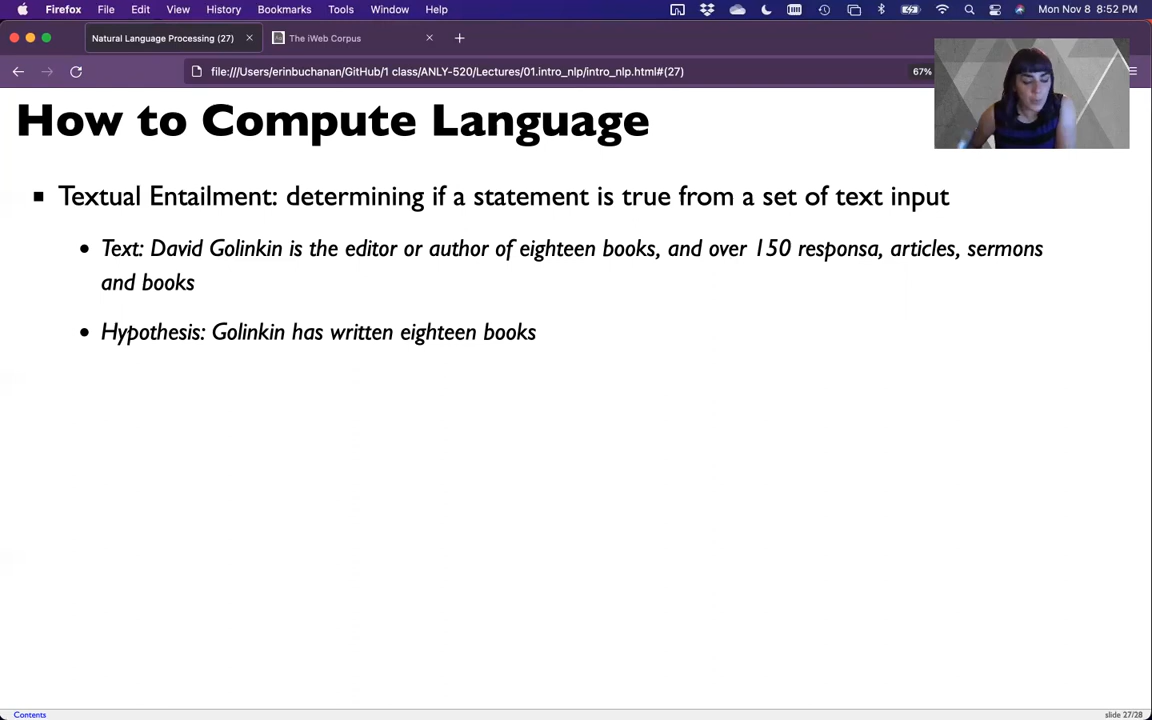 Firefox File Edit View History Bookmarks Tools Window Help Mon Nov 8 8:52 PM
Natural Language Processing (27) The iWeb Corpus
file:///Users/erinbuchanan/GitHub/1 class/ANLY-520/Lectures/01.intro_nlp/intro_nlp.html#(27) 67%
How to Compute Language
Textual Entailment: determining if a statement is true from a set of text input
Text: David Golinkin is the editor or author of eighteen books, and over 150 responsa, articles, sermons
and books
Hypothesis: Golinkin has written eighteen books
Contents slide 27/28